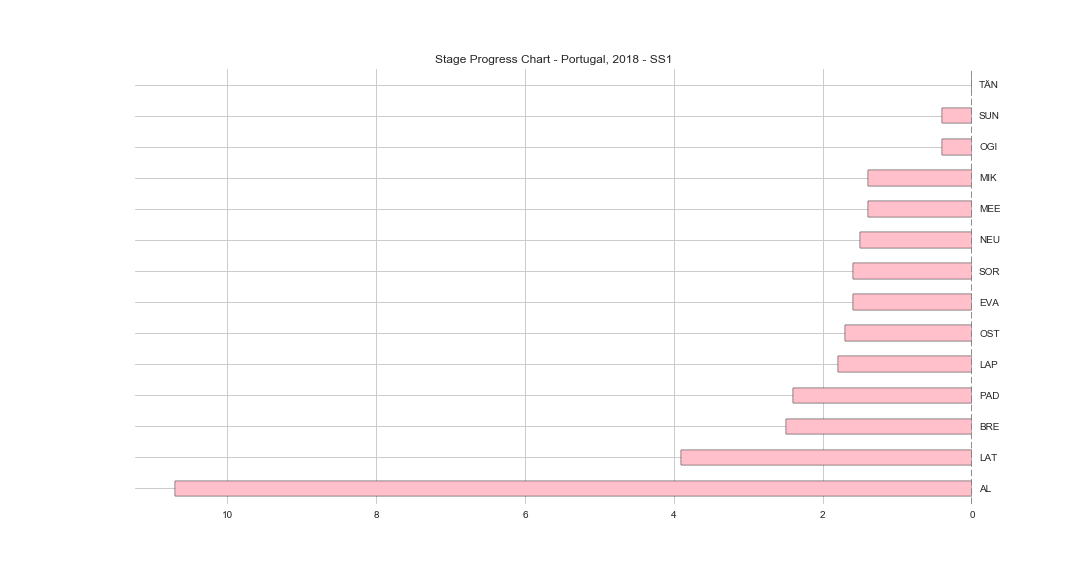 Stage Progress Chart - Portugal, 2018 - SS1
TÄN
SUN
OGI
MIK
MEE
NEU
SOR
EVA
OST
LAP
PAD
BRE
LAT
AL
10 8 6 4 2 0